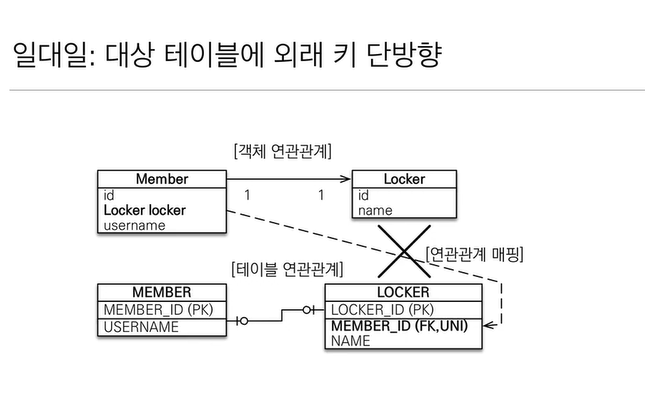 일대일: 대상 테이블에 외래 키 단방향
[객체 연관관계]
Member
id
Locker locker
username
1 1
Locker
id
name
[연관관계 매핑]
[테이블 연관관계]
MEMBER
MEMBER_ID (PK)
USERNAME
LOCKER
LOCKER_ID (PK)
MEMBER_ID (FK,UNI)
NAME